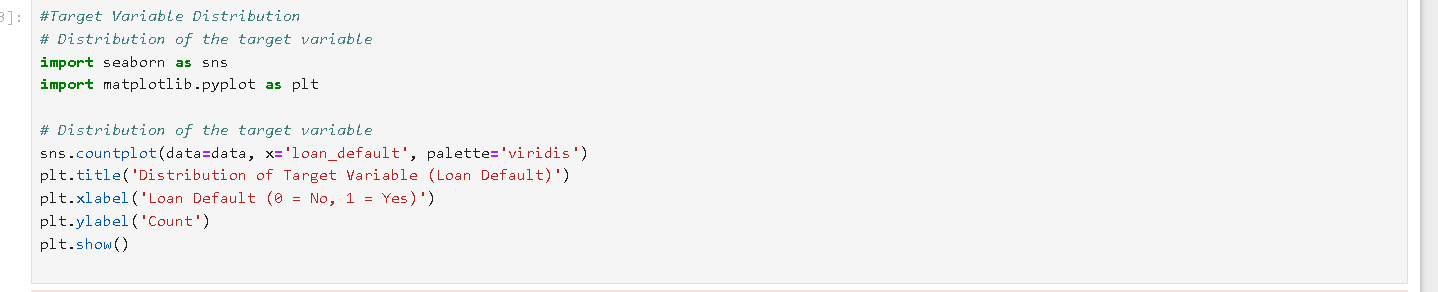 3]:
#Target Variable Distribution
# Distribution of the target variable
import seaborn as sns
import matplotlib.pyplot as plt
# Distribution of the target variable
sns.countplot(data=data, x='loan_default', palette='viridis')
plt.title('Distribution of Target Variable (Loan Default)')
plt.xlabel('Loan Default (0 = No, 1 = Yes)')
plt.ylabel('Count')
plt.show()